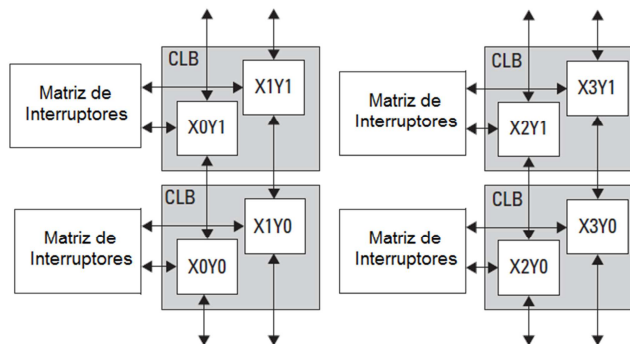 CLB
X1Y1
Matriz de
Interruptores
X0Y1
CLB
X3Y1
Matriz de
Interruptores
X2Y1
CLB
X1Y0
Matriz de
Interruptores
X0Y0
CLB
X3Y0
Matriz de
Interruptores
X2Y0